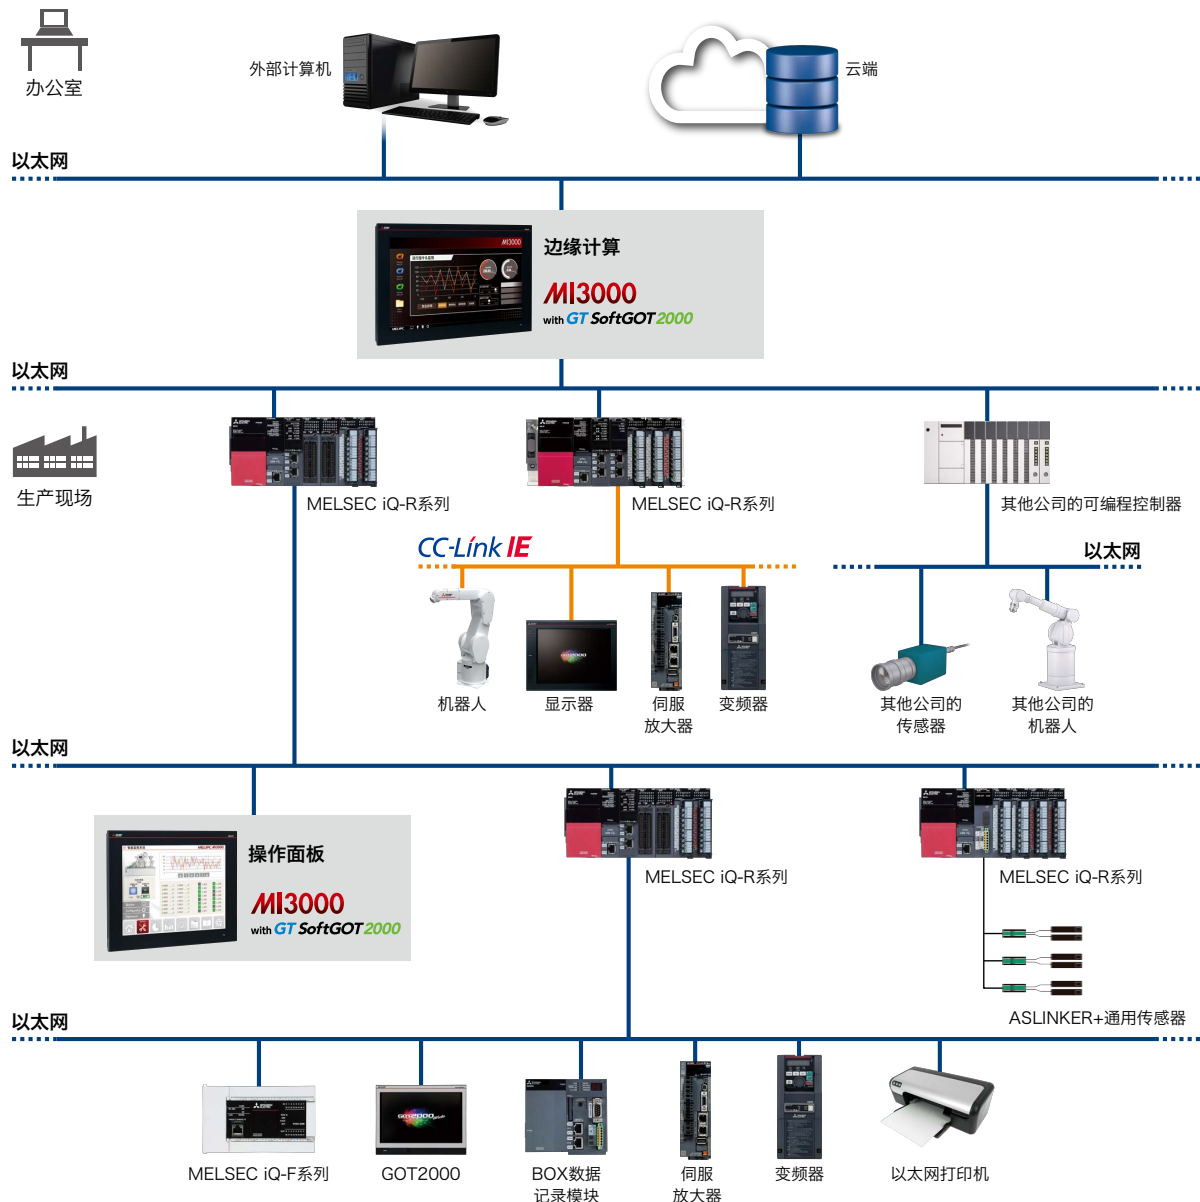 办公室
外部计算机
云端
以太网
MI3000
边缘计算
MI3000
with GT SoftGOT2000
以太网
生产现场
MELSEC iQ-R系列
MELSEC iQ-R系列
其他公司的可编程控制器
CC-Link IE
以太网
GOT2000
机器人
显示器
伺服
放大器
变频器
其他公司的
传感器
其他公司的
机器人
以太网
操作面板
MI3000
with GT SoftGOT2000
MELSEC iQ-R系列
MELSEC iQ-R系列
ASLINKER+通用传感器
以太网
GOT2000
MELSEC iQ-F系列
GOT2000
BOX数据
记录模块
伺服
放大器
变频器
以太网打印机